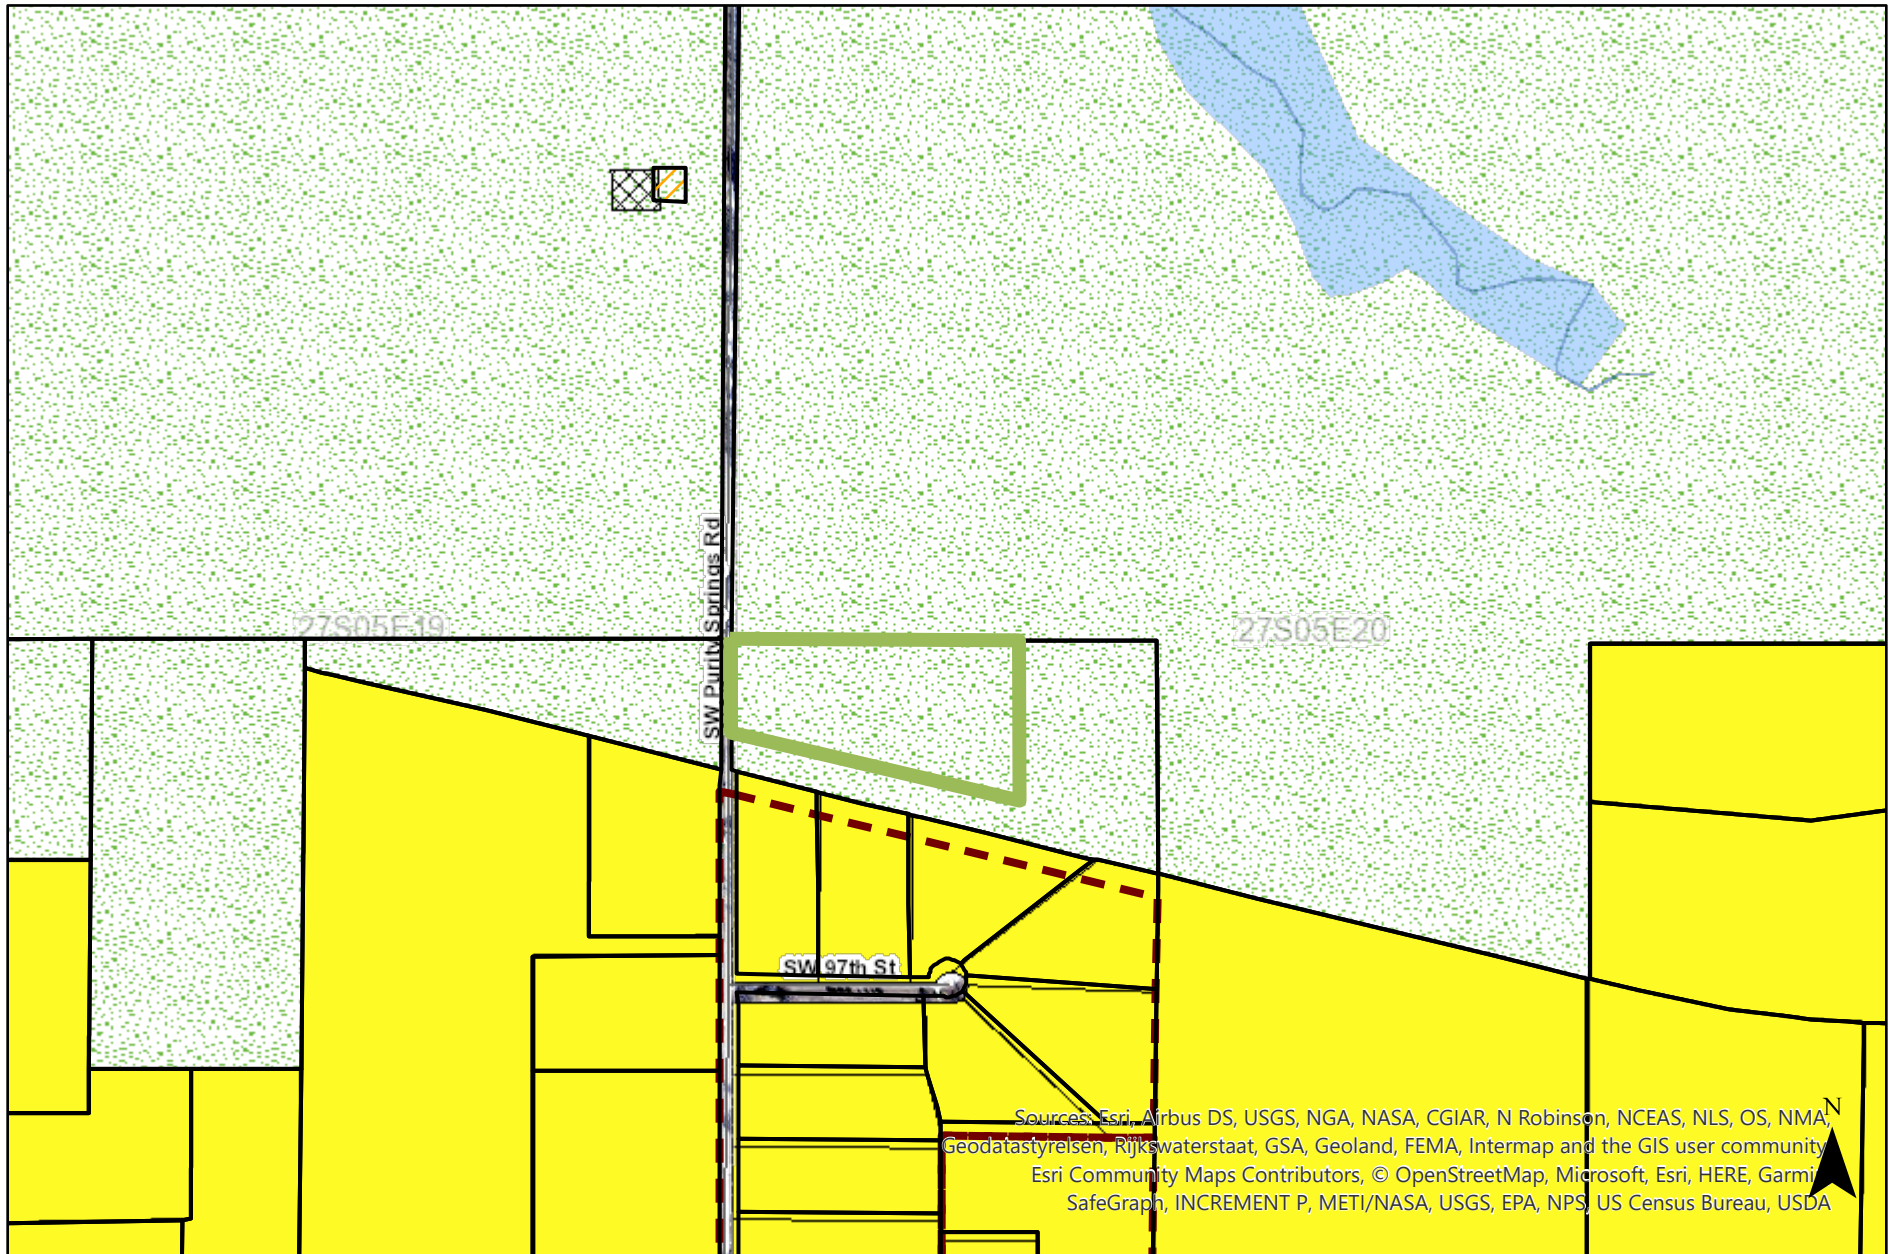 SW Purity Springs Rd
27S05E19
27S05E20
SW 97th St
N
Sources: Esri, Airbus DS, USGS, NGA, NASA, CGIAR, N Robinson, NCEAS, NLS, OS, NMA,
Geodatastyrelsen, Rijkswaterstaat, GSA, Geoland, FEMA, Intermap and the GIS user community
Esri Community Maps Contributors, © OpenStreetMap, Microsoft, Esri, HERE, Garmi
SafeGraph, INCREMENT P, METI/NASA, USGS, EPA, NPS, US Census Bureau, USDA